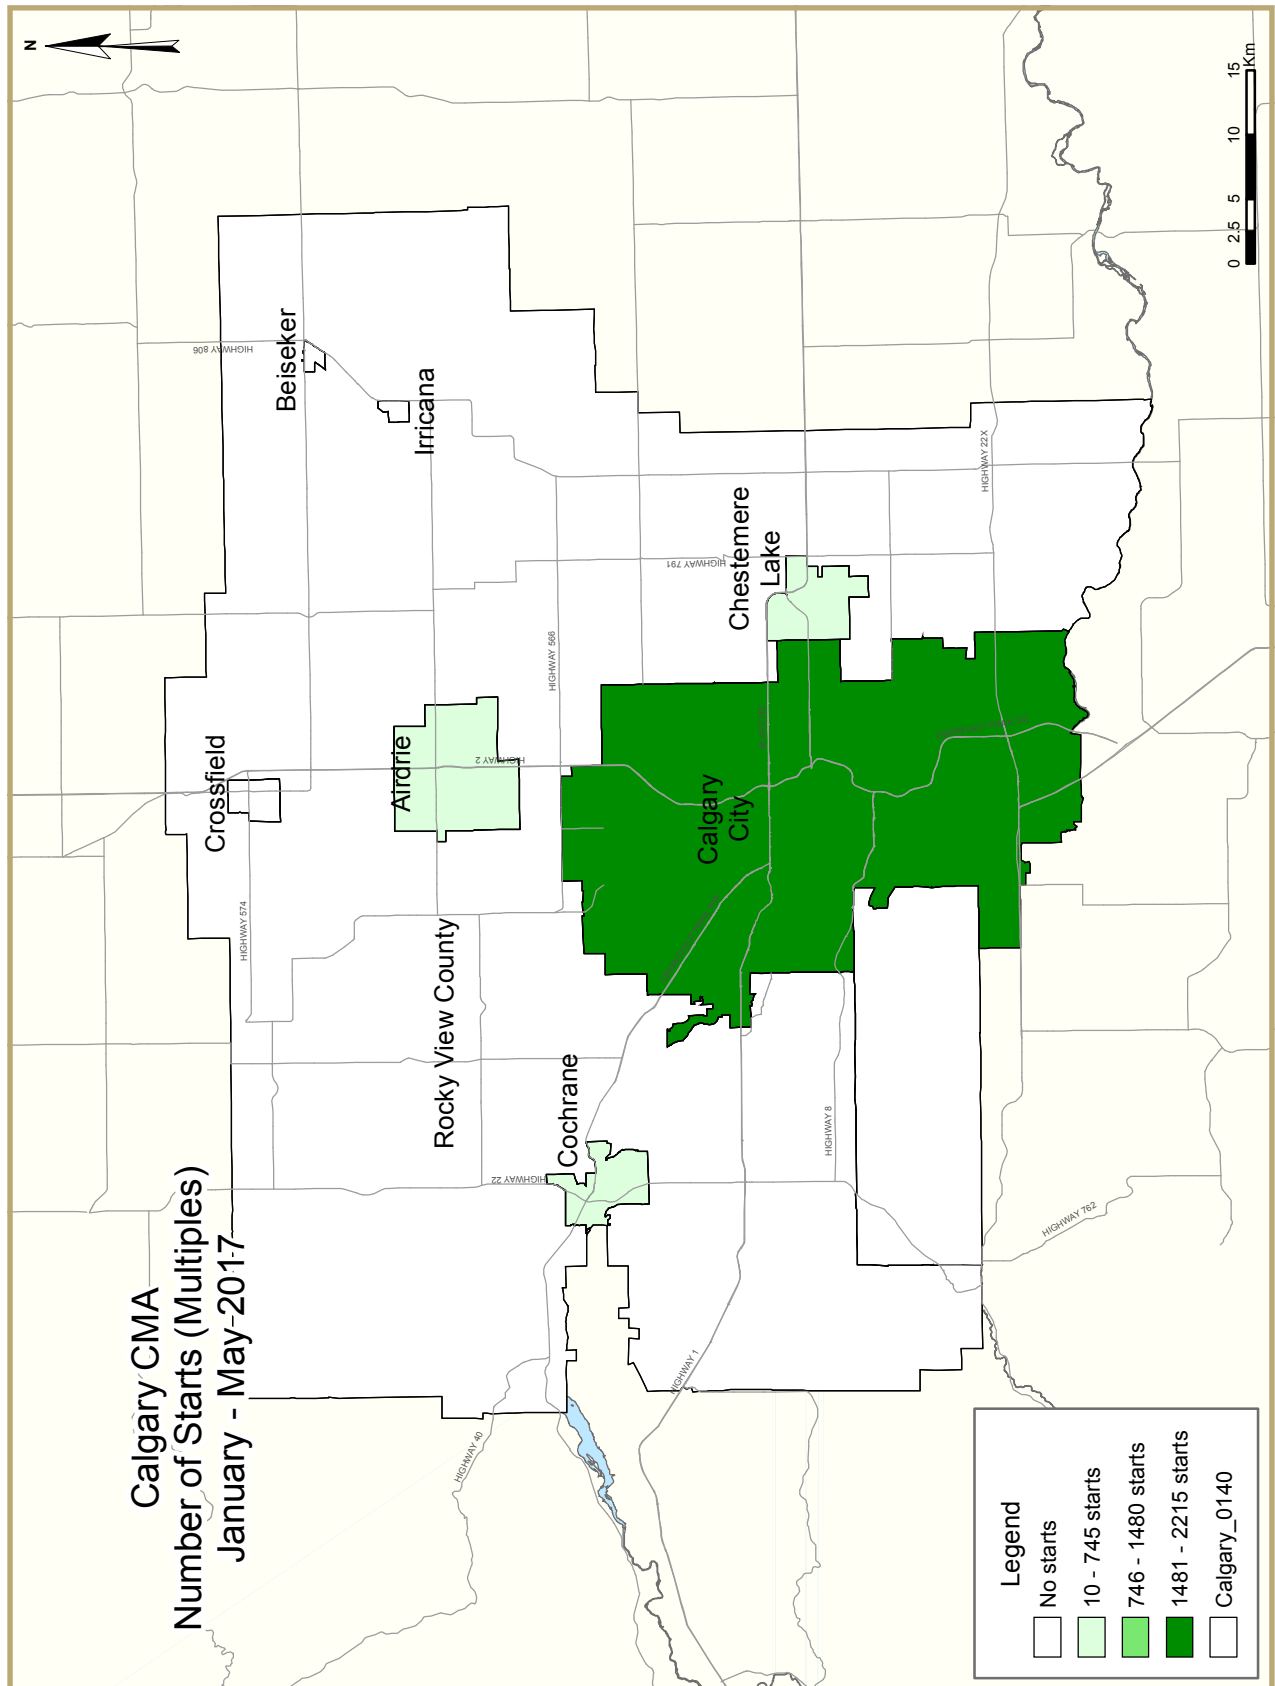 Calgary CMA
Number of Starts (Multiples)
January - May 2017
N
HIGHWAY 806
Beiseker
Irricana
Crossfield
HIGHWAY 574
Airdrie
HIGHWAY 2
HIGHWAY 566
Rocky View County
HIGHWAY 791
Chestemere
Lake
HIGHWAY 22X
Cochrane
HIGHWAY 22
Calgary
City
HIGHWAY 8
HIGHWAY 1
HIGHWAY 40
HIGHWAY 762
Legend
No starts
10 - 745 starts
746 - 1480 starts
1481 - 2215 starts
Calgary_0140
0 2.5 5 10 15
Km